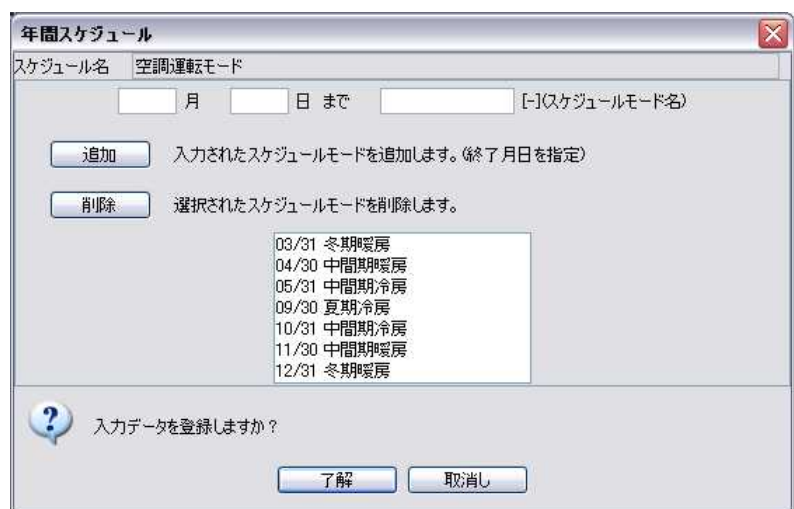 年間スケジュール
スケジュール名 空調運転モード
月 日 まで [-](スケジュールモード名)
追加 入力されたスケジュールモードを追加します。(終了月日を指定)
削除 選択されたスケジュールモードを削除します。
03/31 冬期暖房
04/30 中間期暖房
05/31 中間期冷房
09/30 夏期冷房
10/31 中間期冷房
11/30 中間期暖房
12/31 冬期暖房
入力データを登録しますか？
了解 取消し